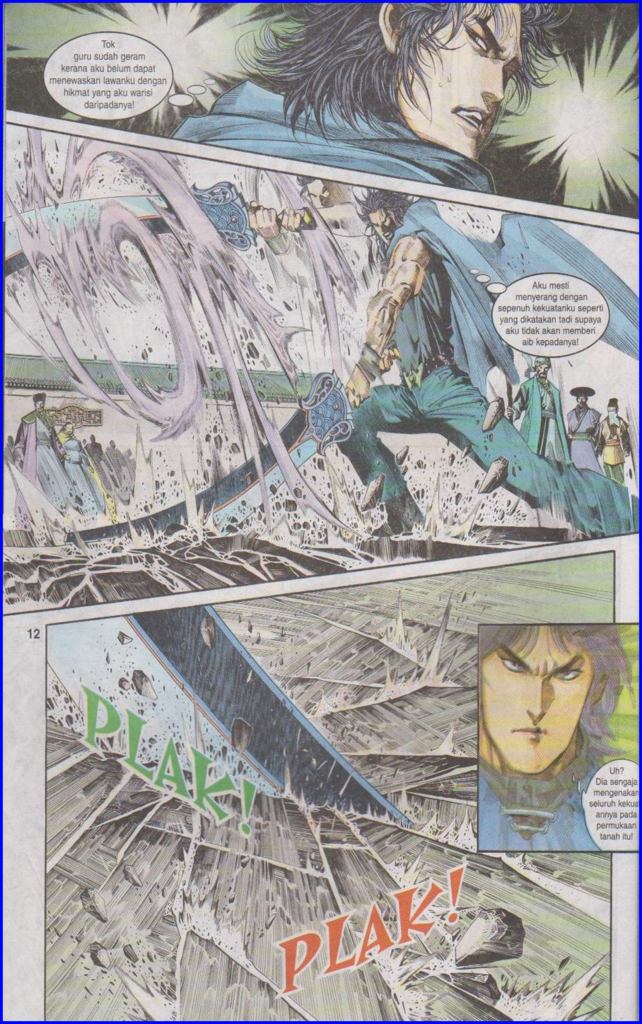 Tok
guru sudah geram
kerana aku belum dapat
menewaskan lawanku dengan
hikmat yang aku warisi
daripadanya!
Aku mesti
menyerang dengan
sepenuh kekuatanku seperti
yang dikatakan tadi supaya
aku tidak akan memberi
aib kepadanya!
12
PLAK!
Uh?
Dia sengaja
mengenakan
seluruh kekua
annya pada
permukaan
tanah itu!
PLAK!